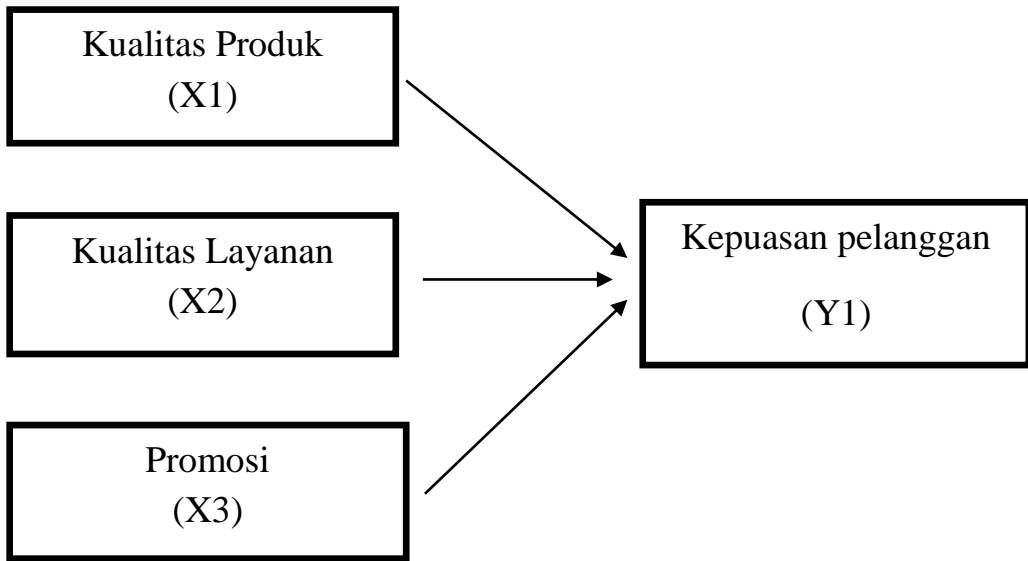 Kualitas Produk
(X1)
Kualitas Layanan
(X2)
Promosi
(X3)
Kepuasan pelanggan
(Y1)